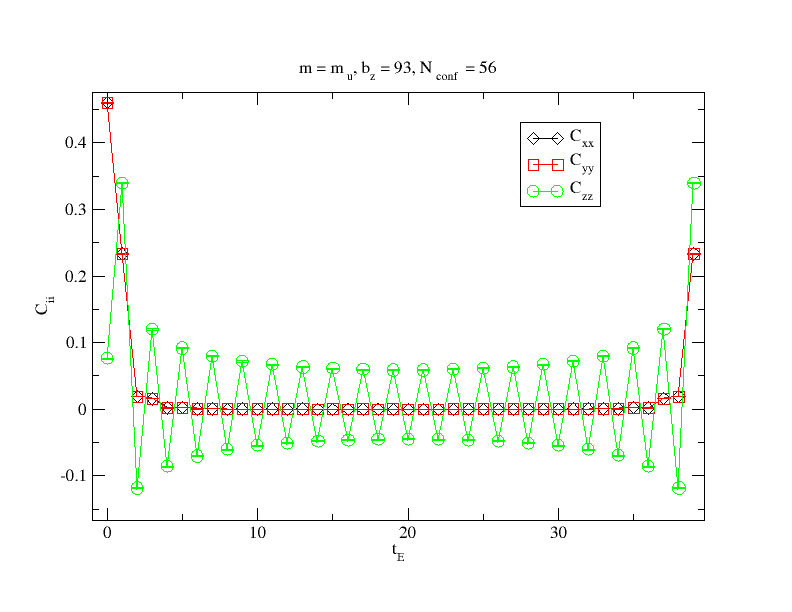 m = m_u, b_z = 93, N_conf = 56
C_xx
C_yy
C_zz
0.4
0.3
0.2
0.1
0
-0.1
C_ii
0 10 20 30
t_E